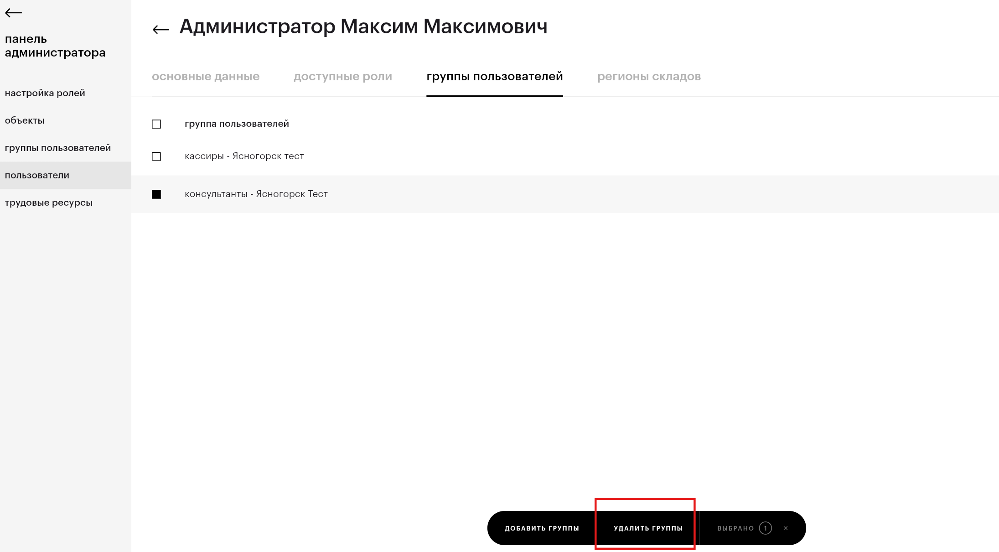 панель
администратора
настройка ролей
объекты
группы пользователей
пользователи
трудовые ресурсы
Администратор Максим Максимович
основные данные доступные роли группы пользователей регионы складов
группа пользователей
кассиры - Ясногорск тест
консультанты - Ясногорск Тест
ДОБАВИТЬ ГРУППЫ УДАЛИТЬ ГРУППЫ ВЫБРАНО 1 ×